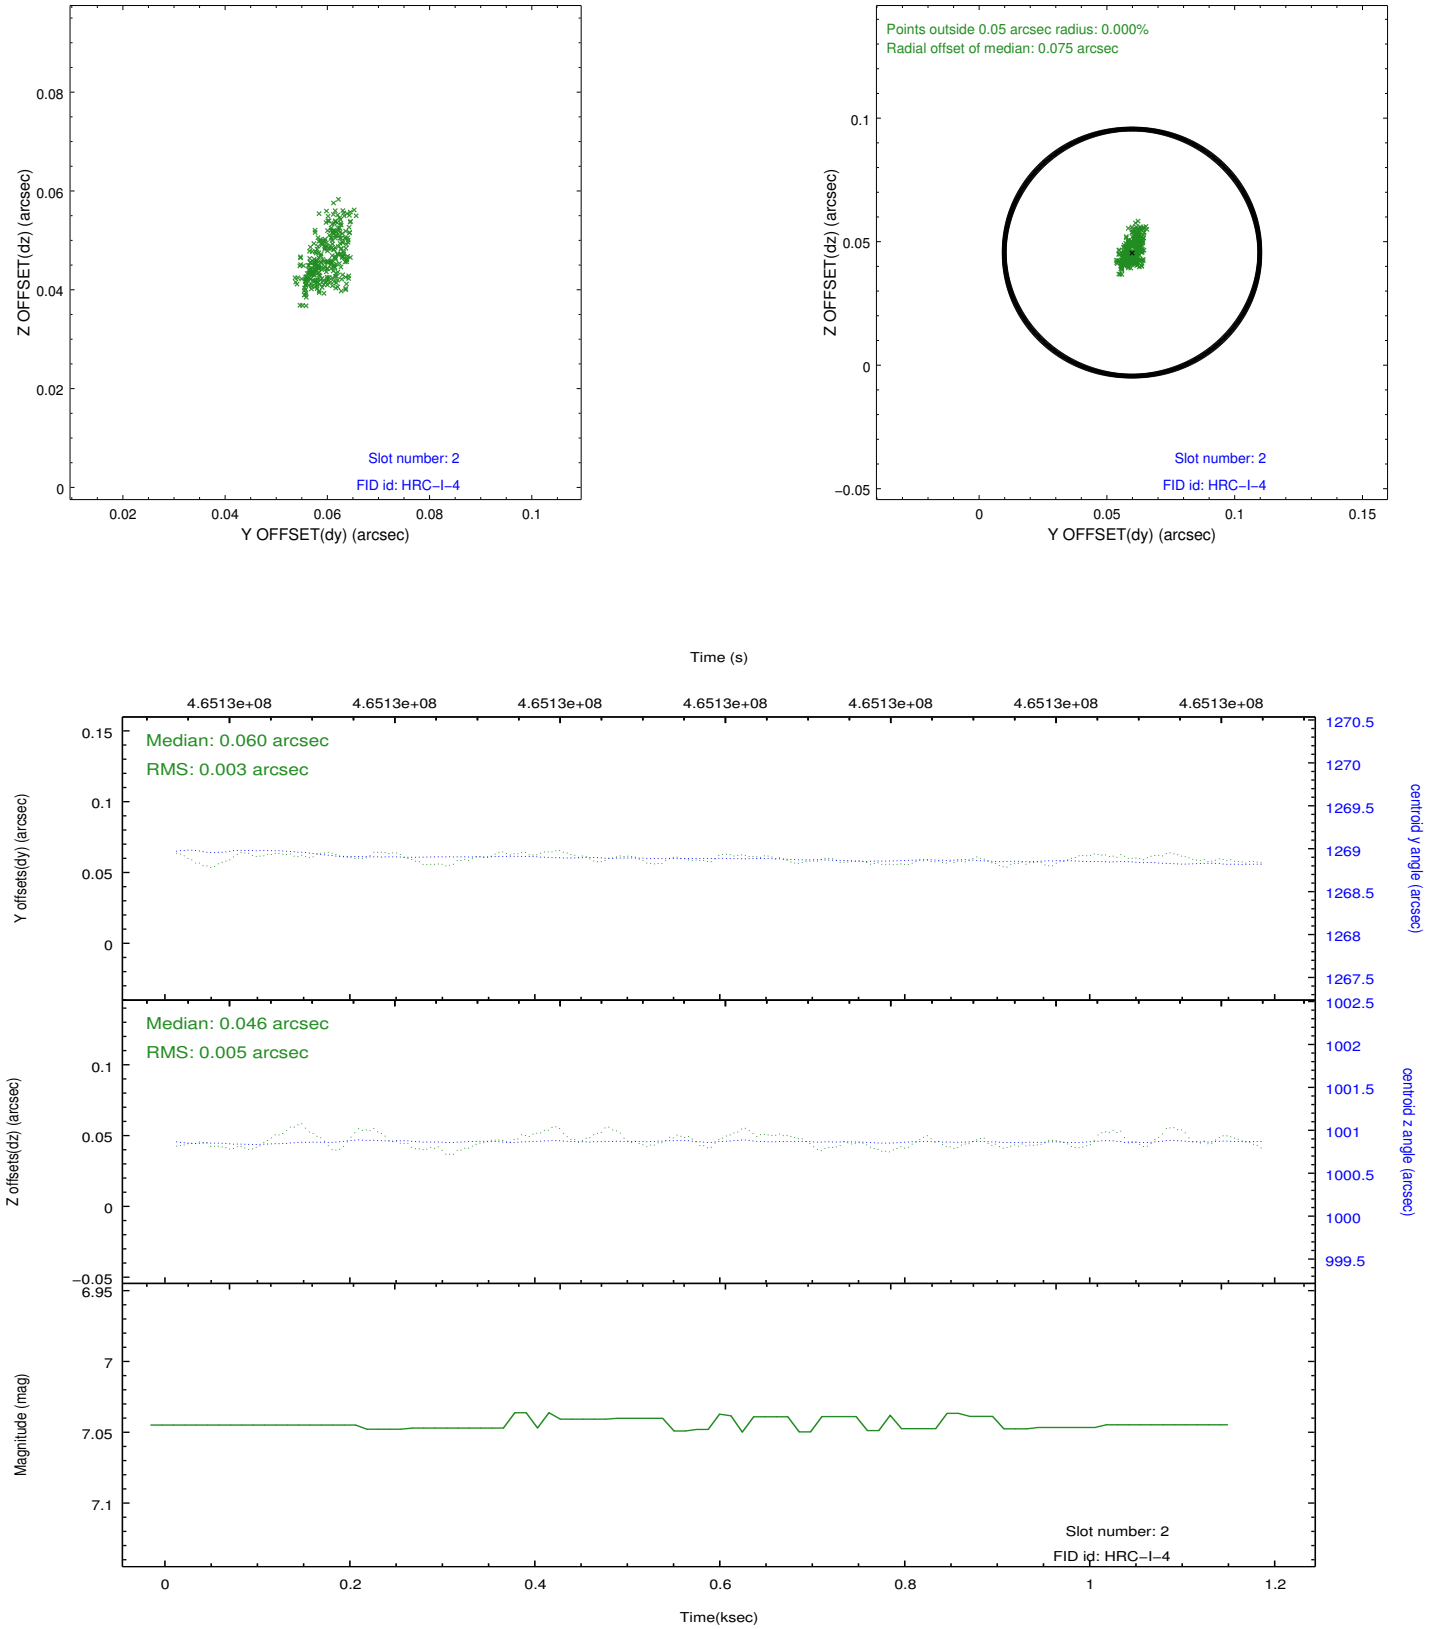 0.08
0.06
0.04
0.02
0
Z OFFSET(dz) (arcsec)
Slot number: 2
FID id: HRC−I−4
0.02 0.04 0.06 0.08 0.1
Y OFFSET(dy) (arcsec)
Points outside 0.05 arcsec radius: 0.000%
Radial offset of median: 0.075 arcsec
0.1
0.05
0
−0.05
Z OFFSET(dz) (arcsec)
Slot number: 2
FID id: HRC−I−4
0 0.05 0.1 0.15
Y OFFSET(dy) (arcsec)
Time (s)
4.6513e+08 4.6513e+08 4.6513e+08 4.6513e+08 4.6513e+08 4.6513e+08 4.6513e+08
Median: 0.060 arcsec
RMS: 0.003 arcsec
0.15
0.1
0.05
0
Y offsets(dy) (arcsec)
1270.5
1270
1269.5
1269
1268.5
1268
1267.5
centroid y angle (arcsec)
Median: 0.046 arcsec
RMS: 0.005 arcsec
0.1
0.05
0
−0.05
Z offsets(dz) (arcsec)
1002.5
1002
1001.5
1001
1000.5
1000
999.5
centroid z angle (arcsec)
6.95
7
7.05
7.1
Magnitude (mag)
Slot number: 2
FID id: HRC−I−4
0 0.2 0.4 0.6 0.8 1 1.2
Time(ksec)